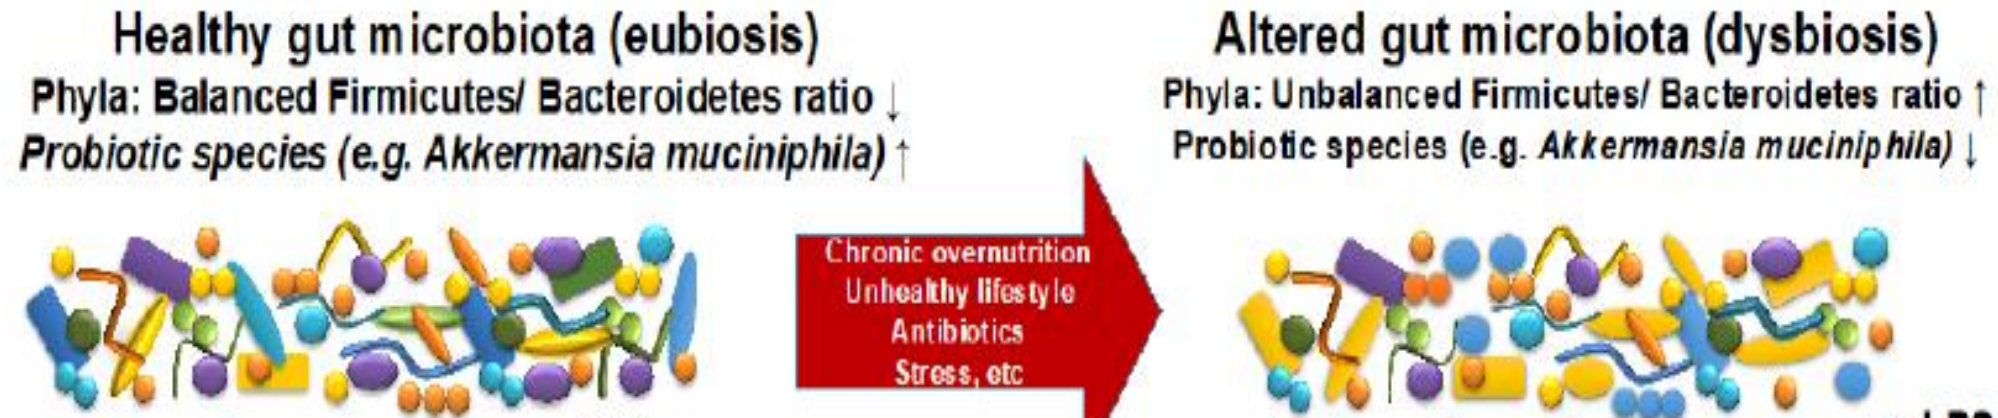 Healthy gut microbiota (eubiosis)
Phyla: Balanced Firmicutes/ Bacteroidetes ratio ↓
Probiotic species (e.g. Akkermansia muciniphila) ↑
Altered gut microbiota (dysbiosis)
Phyla: Unbalanced Firmicutes/ Bacteroidetes ratio ↑
Probiotic species (e.g. Akkermansia muciniphila) ↓
Chronic overnutrition
Unhealthy lifestyle
Antibiotics
Stress, etc